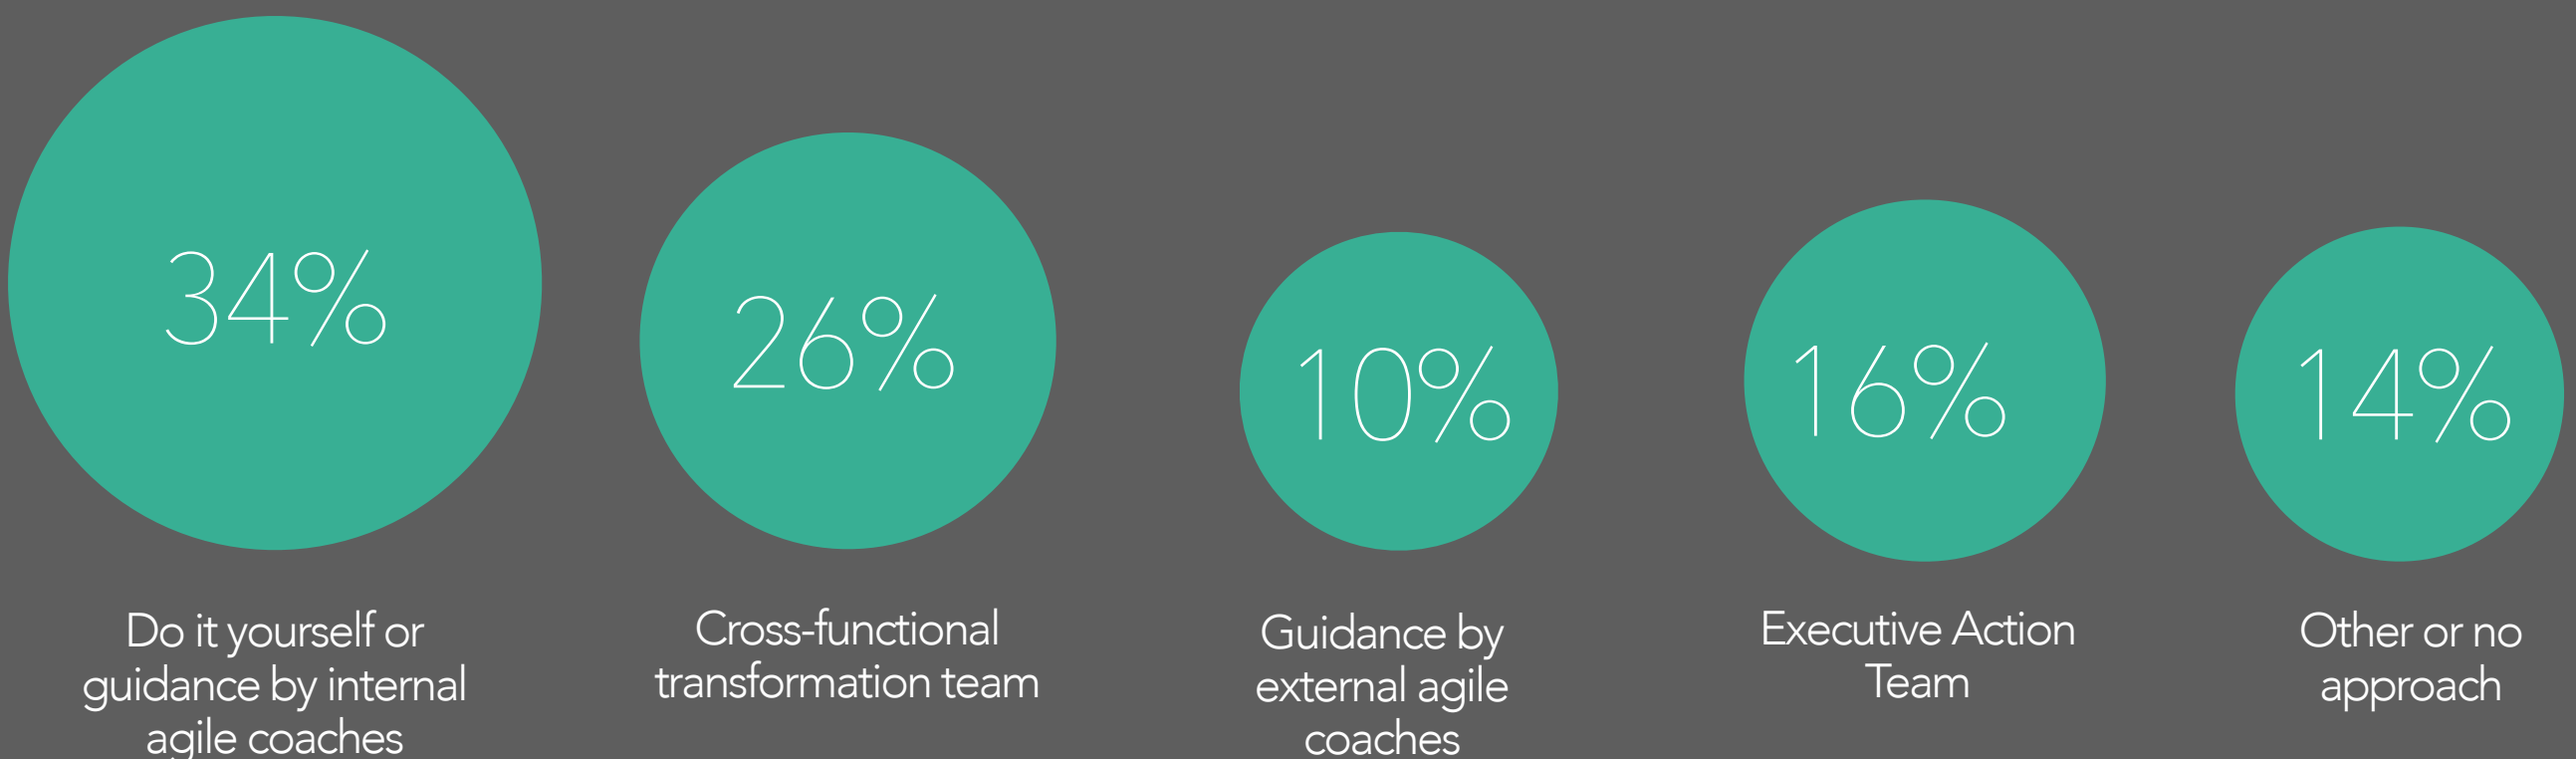 34%
26%
10%
16%
14%
Do it yourself or
guidance by internal
agile coaches
Cross-functional
transformation team
Guidance by
external agile
coaches
Executive Action
Team
Other or no
approach